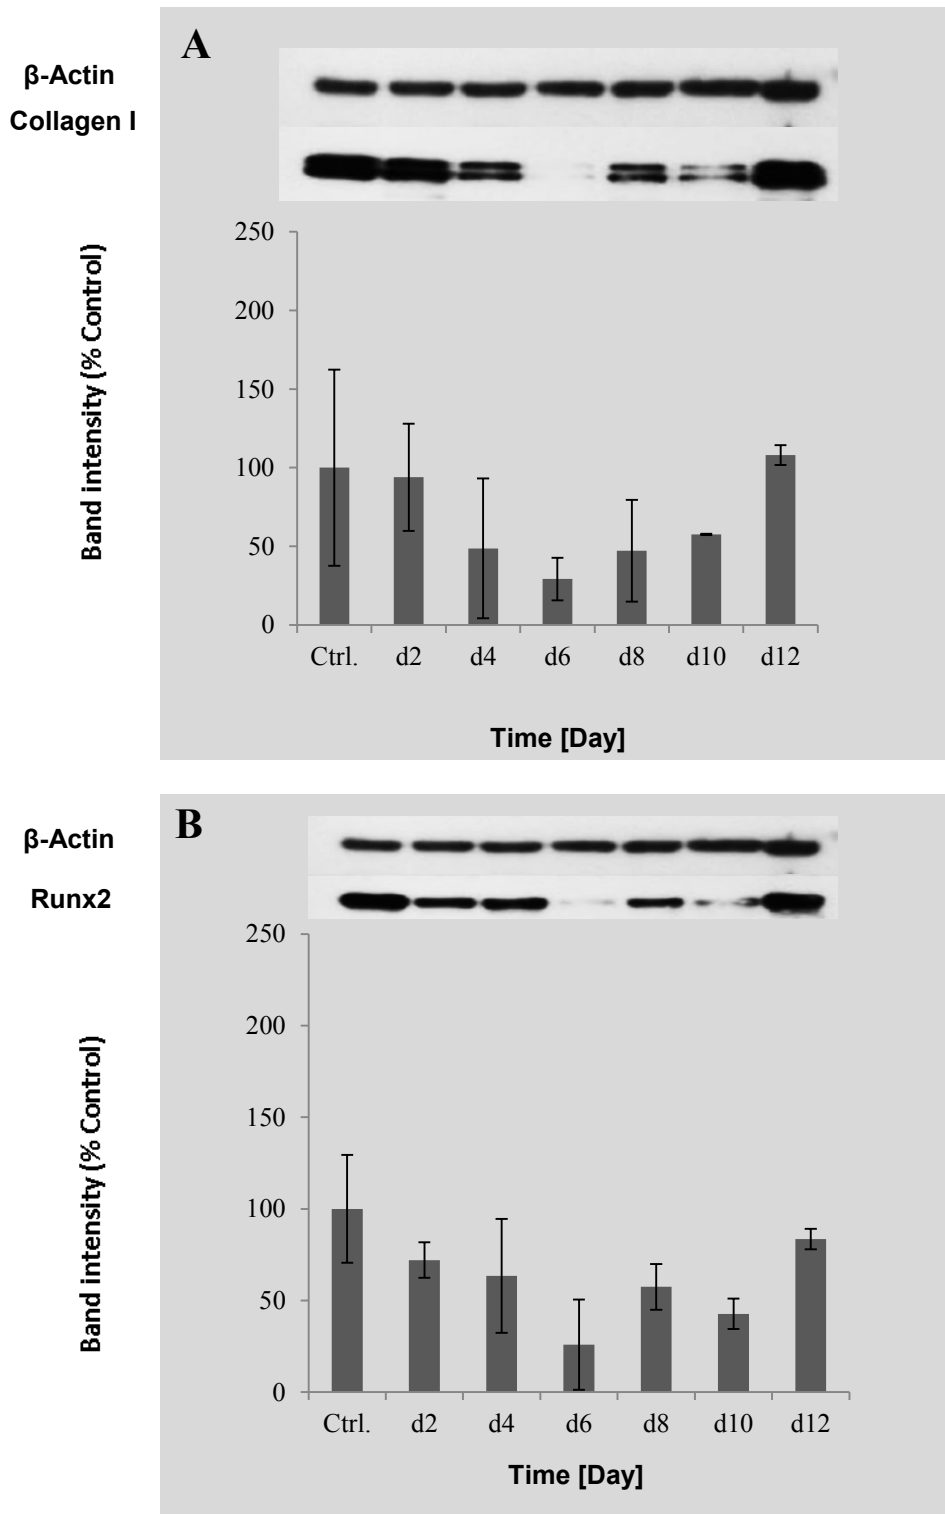 A
β-Actin
Collagen I
Band intensity (% Control)
250
200
150
100
50
0
Ctrl. d2 d4 d6 d8 d10 d12
Time [Day]
B
β-Actin
Runx2
Band intensity (% Control)
250
200
150
100
50
0
Ctrl. d2 d4 d6 d8 d10 d12
Time [Day]